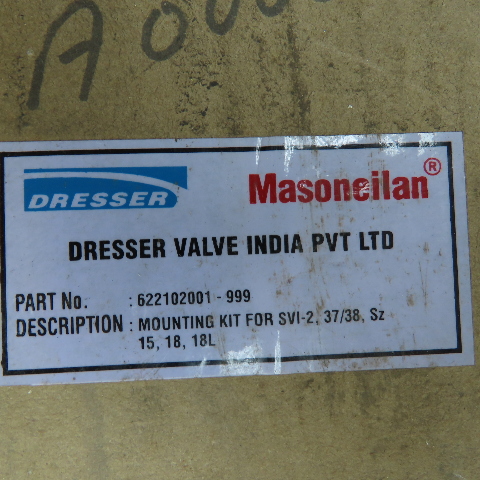 DRESSER Masoneilan®
DRESSER VALVE INDIA PVT LTD
PART No. : 622102001 - 999
DESCRIPTION : MOUNTING KIT FOR SVI-2, 37/38, Sz
15, 18, 18L